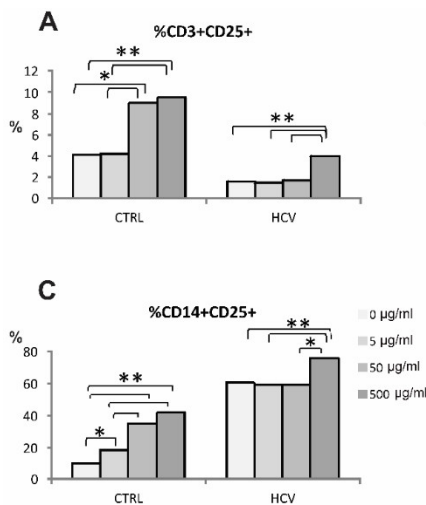 A
%CD3+CD25+
%
12
10
8
6
4
2
0
**
*
**
CTRL
HCV
C
%CD14+CD25+
%
80
60
40
20
0
**
*
**
*
CTRL
HCV
0 µg/ml
5 µg/ml
50 µg/ml
500 µg/ml